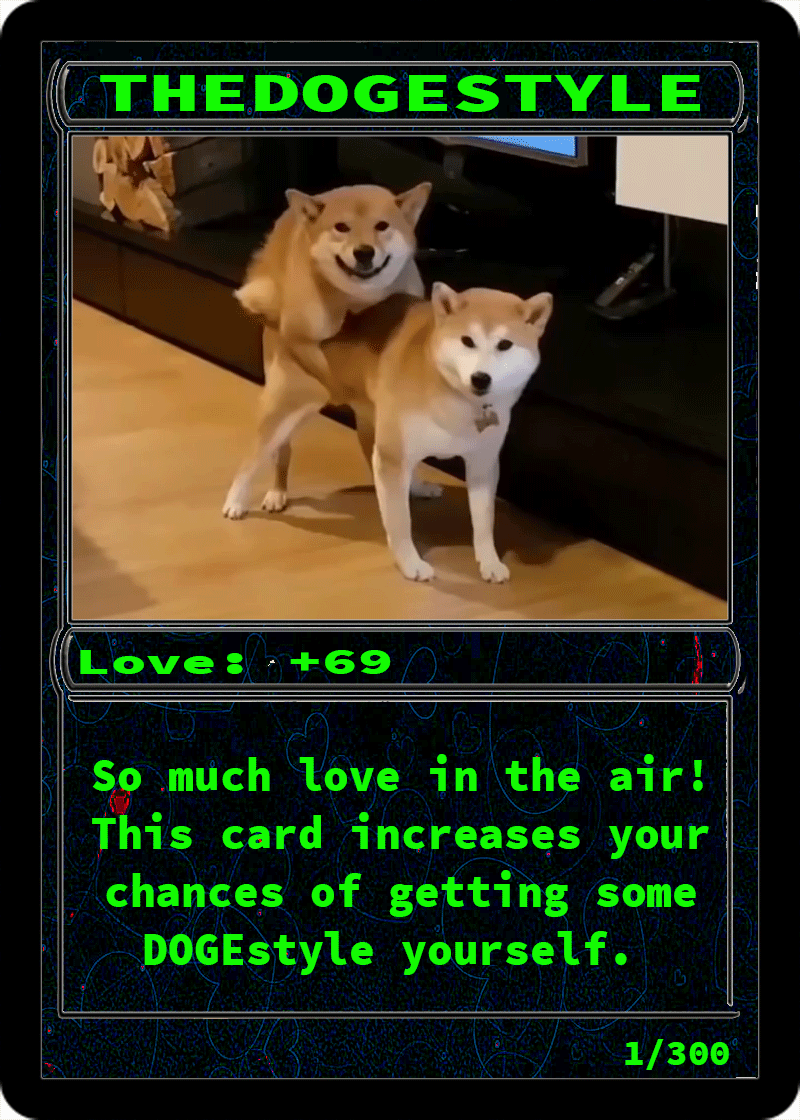 THEDOGESTYLE
Love: +69
So much love in the air!
This card increases your
chances of getting some
DOGEstyle yourself.
1/300